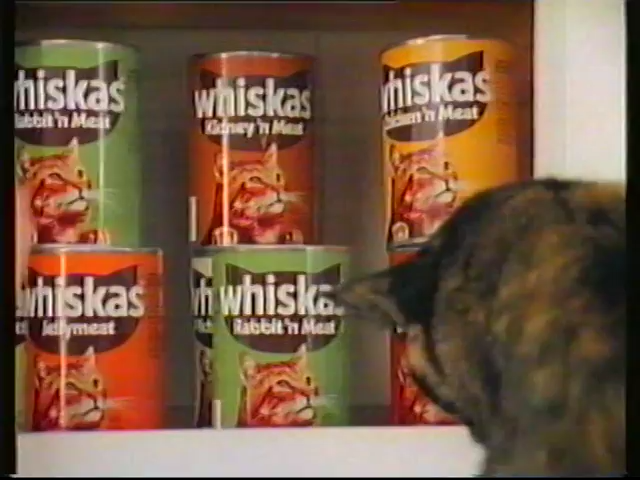 whiskas
Rabbit 'n Meat
whiskas
Kidney 'n Meat
whiskas
Chicken 'n Meat
whiskas
Jellymeat
whiskas
Rabbit 'n Meat